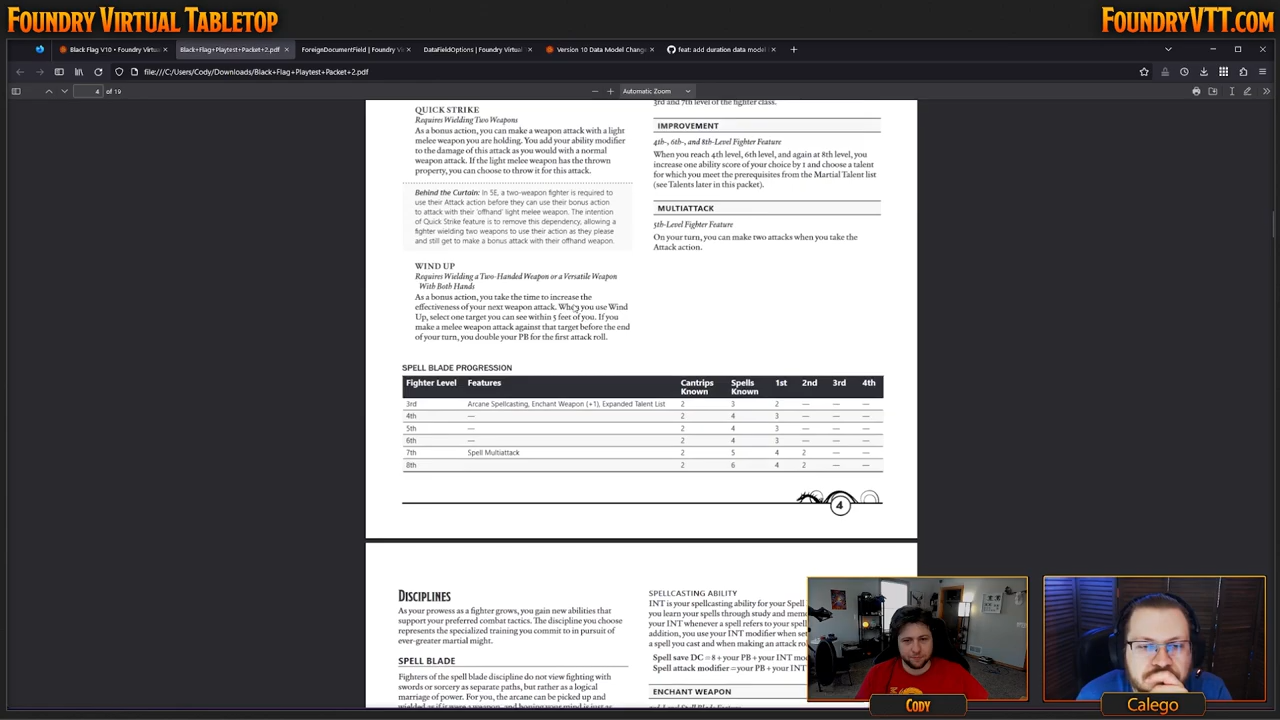 FOUNDRY VIRTUAL TABLETOP
FOUNDRYVTT.COM
Black Flag V10 • Foundry Virtu
Black+Flag+Playtest+Packet+2.pdf
ForeignDocumentField | Foundry V
DataFieldOptions | Foundry Virtual
Version 10 Data Model Chang
feat: add duration data model
file:///C:/Users/Cody/Downloads/Black+Flag+Playtest+Packet+2.pdf
4 of 19
Automatic Zoom
QUICK STRIKE
Requires Wielding Two Weapons
As a bonus action, you can make a weapon attack with a light
melee weapon you are holding. You add your ability modifier
to the damage of this attack as you would with a normal
weapon attack. If the light melee weapon has the thrown
property, you can choose to throw it for this attack.
Behind the Curtain: In 5E, a two-weapon fighter is required to
use their Attack action before they can use their bonus action
to attack with their 'offhand' light melee weapon. The intention
of Quick Strike feature is to remove this dependency, allowing a
fighter wielding two weapons to use their action as they please
and still get to make a bonus attack with their offhand weapon.
WIND UP
Requires Wielding a Two-Handed Weapon or a Versatile Weapon
With Both Hands
As a bonus action, you take the time to increase the
effectiveness of your next weapon attack. When you use Wind
Up, select one target you can see within 5 feet of you. If you
make a melee weapon attack against that target before the end
of your turn, you double your PB for the first attack roll.
3rd and 7th level of the fighter class.
IMPROVEMENT
4th-, 6th-, and 8th-Level Fighter Feature
When you reach 4th level, 6th level, and again at 8th level, you
increase one ability score of your choice by 1 and choose a talent
for which you meet the prerequisites from the Martial Talent list
(see Talents later in this packet).
MULTIATTACK
5th-Level Fighter Feature
On your turn, you can make two attacks when you take the
Attack action.
SPELL BLADE PROGRESSION
Fighter Level Features Cantrips Known Spells Known 1st 2nd 3rd 4th
3rd Arcane Spellcasting, Enchant Weapon (+1), Expanded Talent List 2 3 2 — — —
4th — 2 4 3 — — —
5th — 2 4 3 — — —
6th — 2 4 3 — — —
7th Spell Multiattack 2 5 4 2 — —
8th 2 6 4 2 — —
4
DISCIPLINES
As your prowess as a fighter grows, you gain new abilities that
support your preferred combat tactics. The discipline you choose
represents the specialized training you commit to in pursuit of
ever-greater martial might.
SPELL BLADE
Fighters of the spell blade discipline do not view fighting with
swords or sorcery as separate paths, but rather as a logical
marriage of power. For you, the arcane can be picked up and
SPELLCASTING ABILITY
INT is your spellcasting ability for your Spell
you learn your spells through study and mem
your INT whenever a spell refers to your spell
addition, you use your INT modifier when set
a spell you cast and when making an attack ro
Spell save DC = 8 + your PB + your INT mo
Spell attack modifier = your PB + your INT
ENCHANT WEAPON
CODY
CALEGO